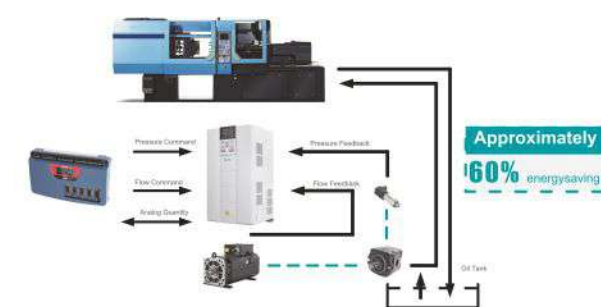 Pressure Command
Pressure Feedback
Approximately
60% energysaving
Flow Command
Flow Feedback
Analog Quantity
Oil Tank